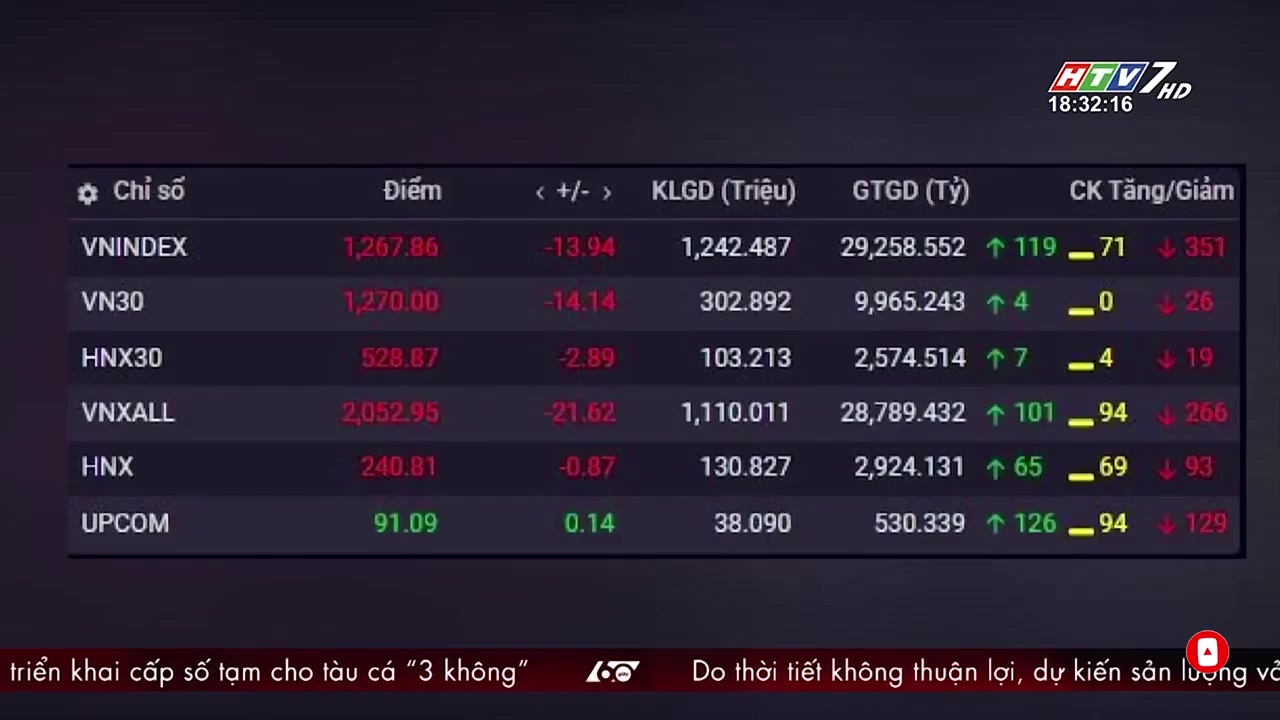 HTV7 HD
18:32:16
Chỉ số Điểm < +/- > KLGD (Triệu) GTGD (Tỷ) CK Tăng/Giảm
VNINDEX 1,267.86 -13.94 1,242.487 29,258.552 ↑ 119 71 ↓ 351
VN30 1,270.00 -14.14 302.892 9,965.243 ↑ 4 0 ↓ 26
HNX30 528.87 -2.89 103.213 2,574.514 ↑ 7 4 ↓ 19
VNXALL 2,052.95 -21.62 1,110.011 28,789.432 ↑ 101 94 ↓ 266
HNX 240.81 -0.87 130.827 2,924.131 ↑ 65 69 ↓ 93
UPCOM 91.09 0.14 38.090 530.339 ↑ 126 94 ↓ 129
triển khai cấp số tạm cho tàu cá “3 không” 60 Do thời tiết không thuận lợi, dự kiến sản lượng